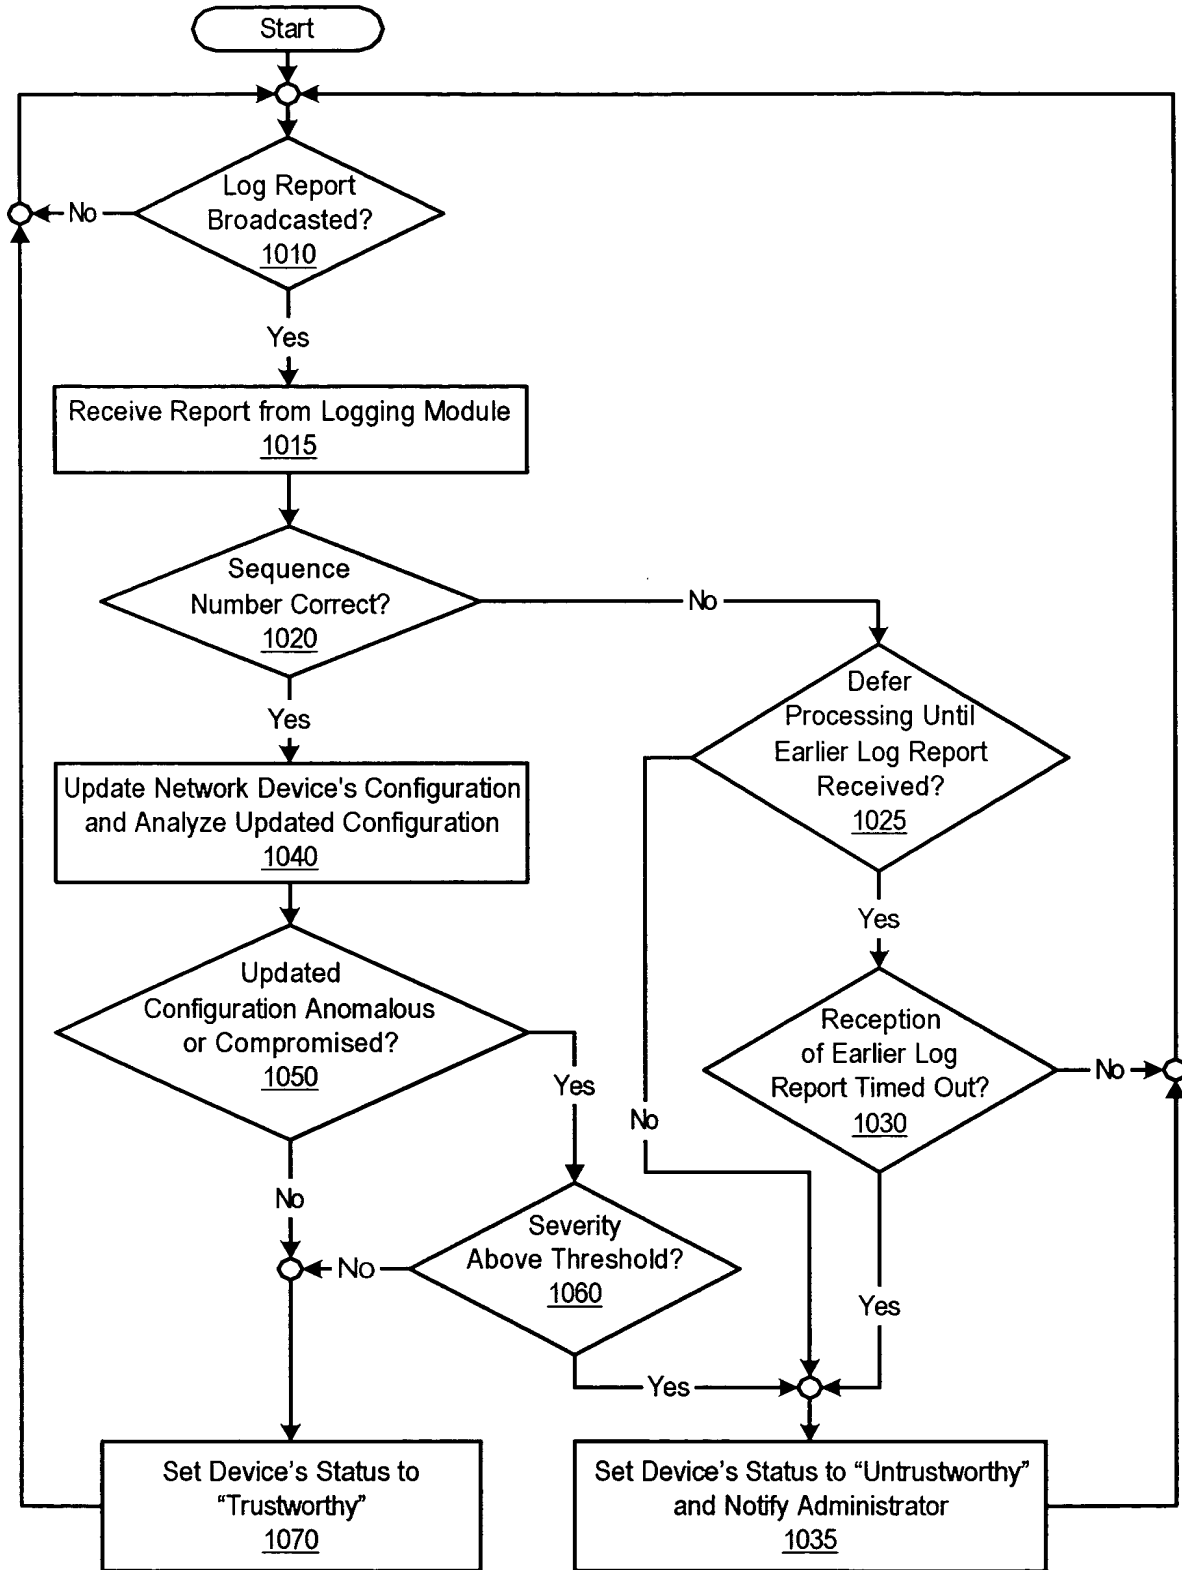 Start
Log Report
Broadcasted?
1010
No
Yes
Receive Report from Logging Module
1015
Sequence
Number Correct?
1020
No
Yes
Defer
Processing Until
Earlier Log Report
Received?
1025
Update Network Device's Configuration
and Analyze Updated Configuration
1040
Yes
Updated
Configuration Anomalous
or Compromised?
1050
Yes
No
Reception
of Earlier Log
Report Timed Out?
1030
No
No
Severity
Above Threshold?
1060
No
Yes
Yes
Set Device's Status to
“Trustworthy”
1070
Set Device's Status to “Untrustworthy”
and Notify Administrator
1035